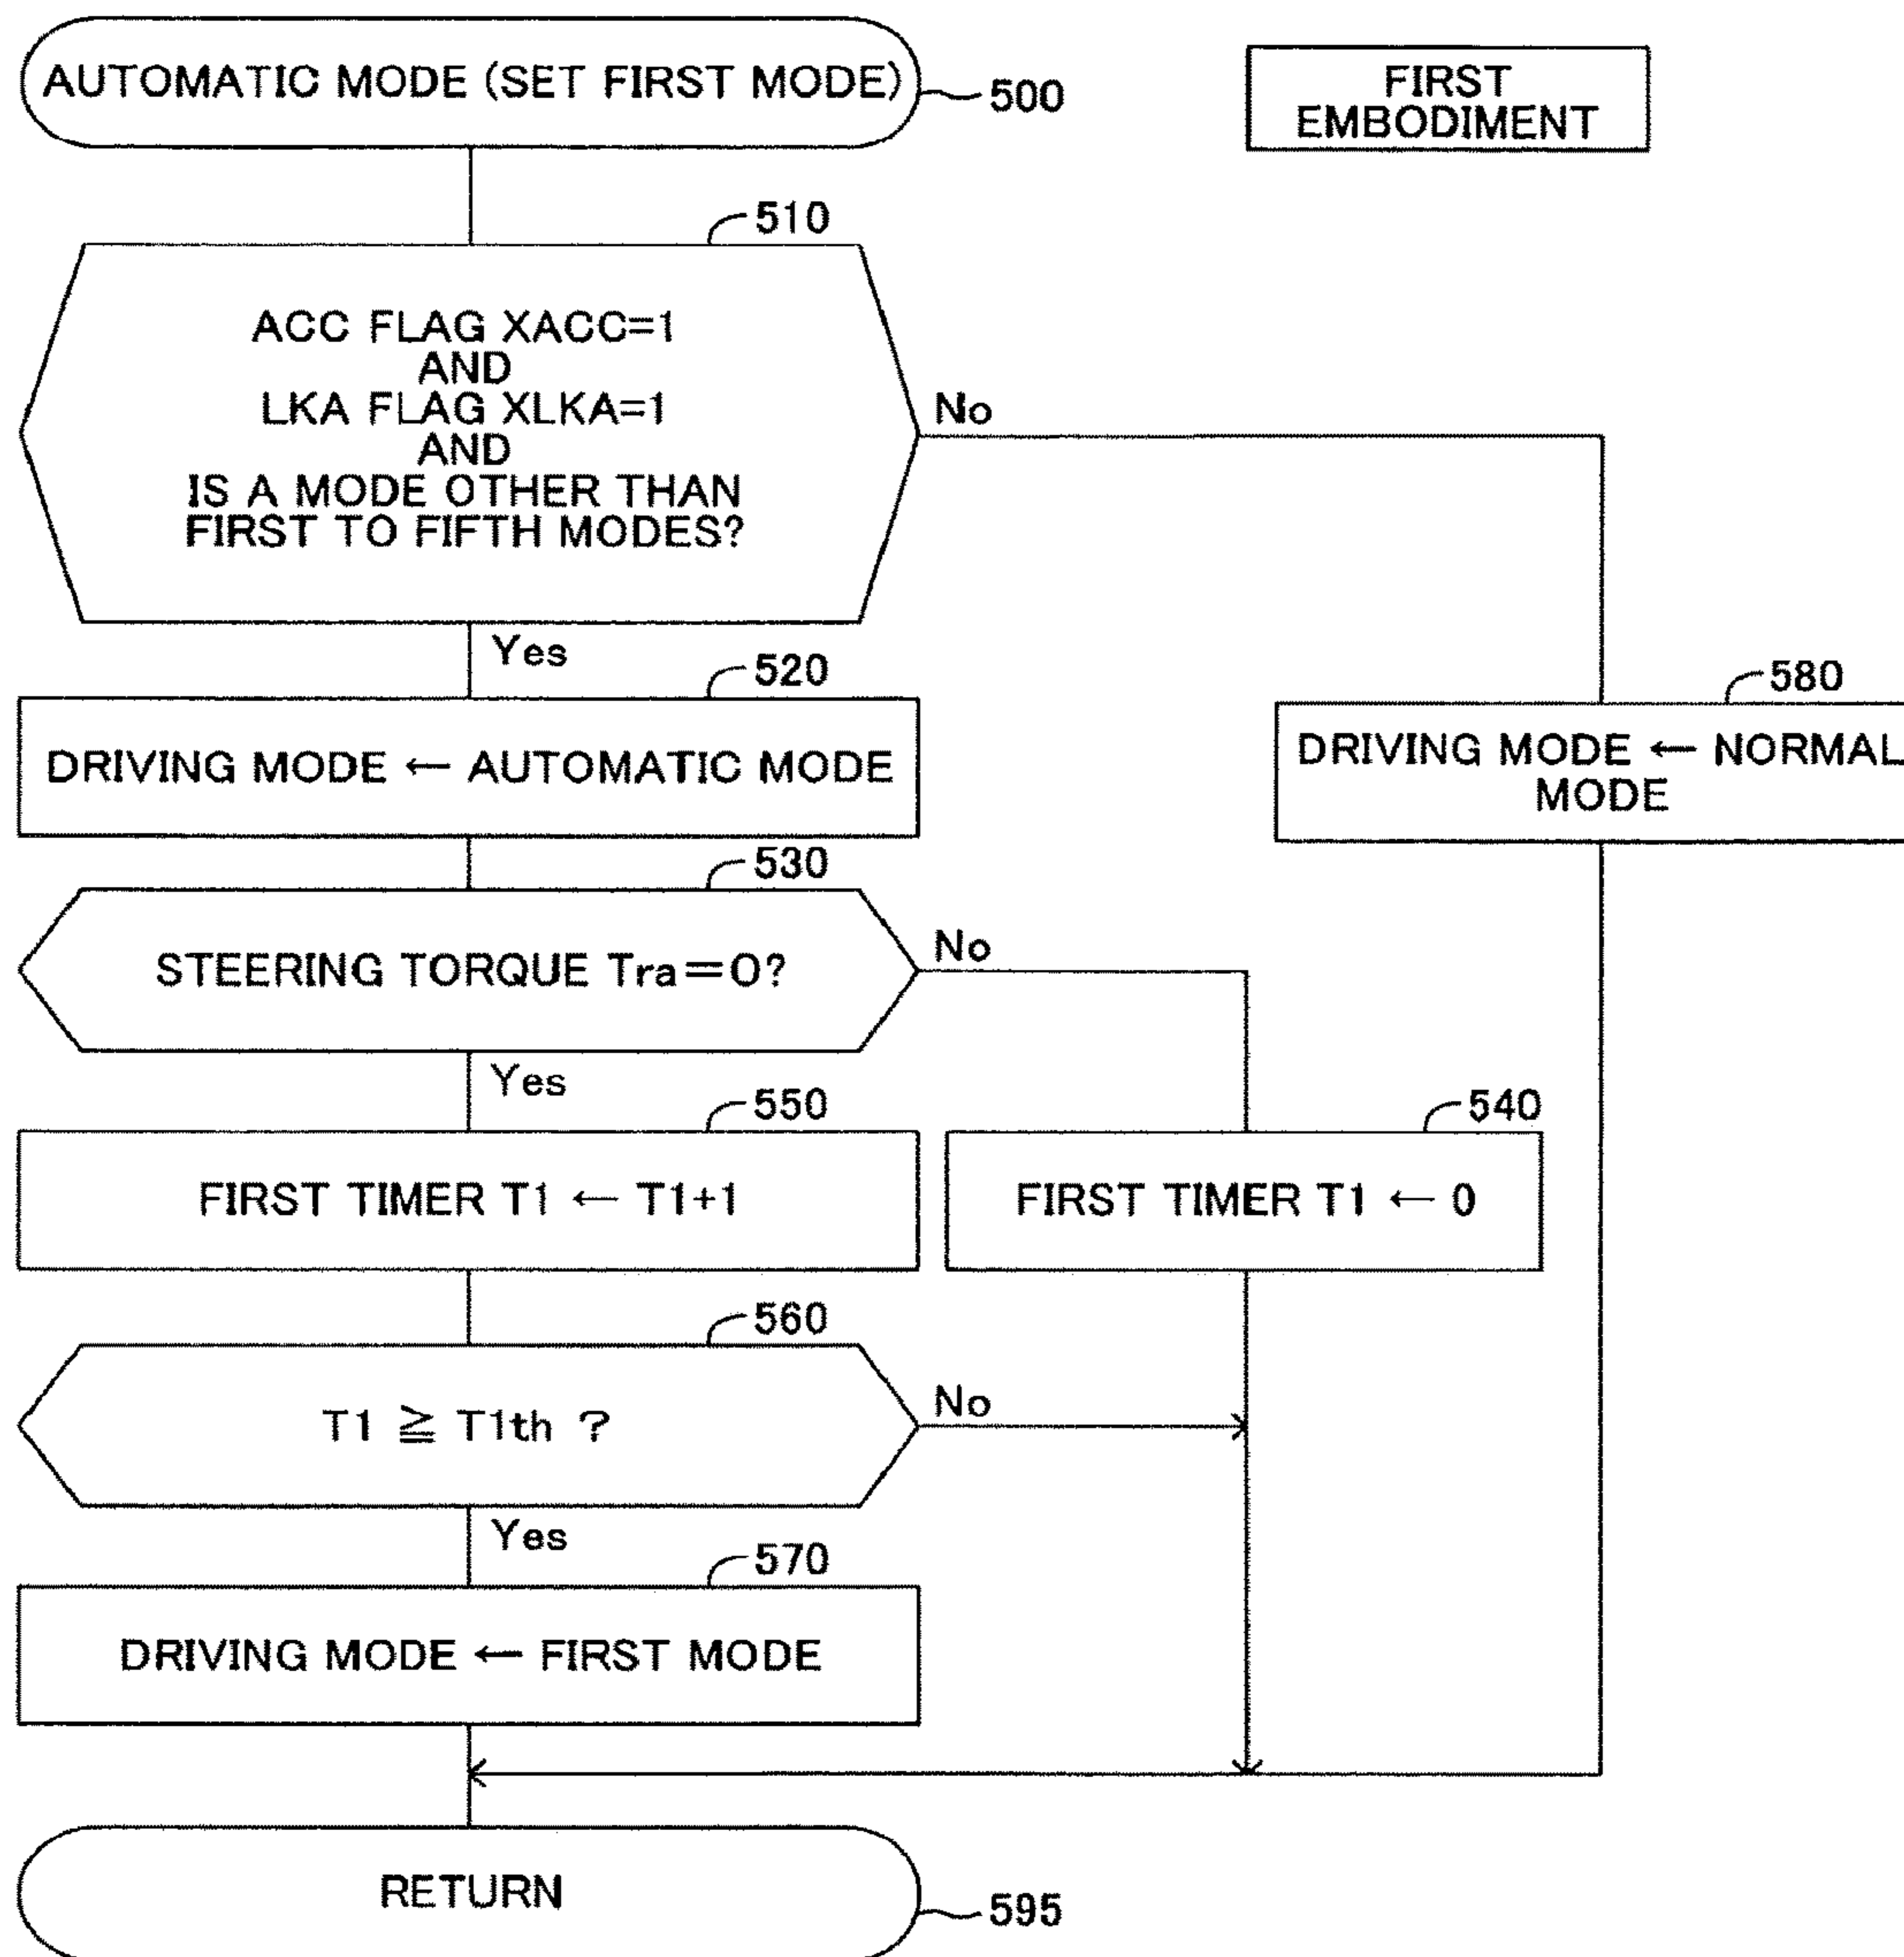 AUTOMATIC MODE (SET FIRST MODE)
500
FIRST
EMBODIMENT
510
ACC FLAG XACC=1
AND
LKA FLAG XLKA=1
AND
IS A MODE OTHER THAN
FIRST TO FIFTH MODES?
No
Yes
520
DRIVING MODE ← AUTOMATIC MODE
580
DRIVING MODE ← NORMAL
MODE
530
STEERING TORQUE Tra=0?
No
Yes
550
FIRST TIMER T1 ← T1+1
540
FIRST TIMER T1 ← 0
560
T1 ≧ T1th ?
No
Yes
570
DRIVING MODE ← FIRST MODE
RETURN
595